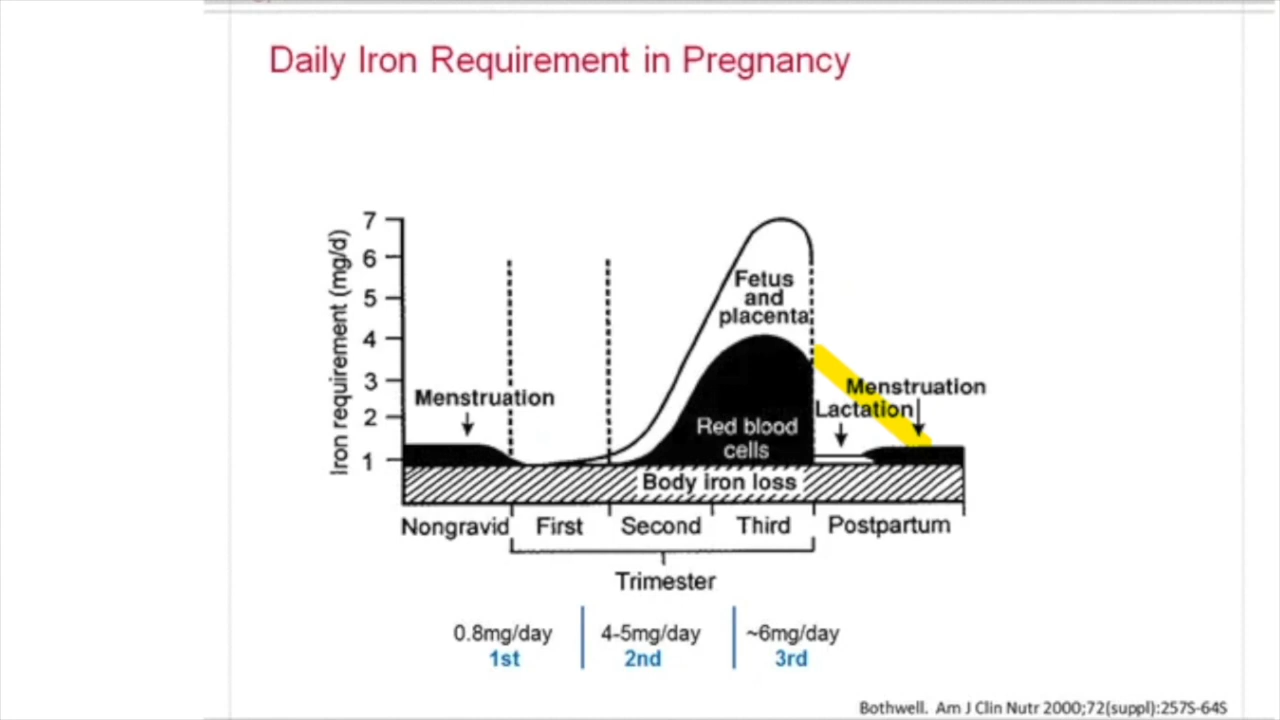 Daily Iron Requirement in Pregnancy
Iron requirement (mg/d)
7
6
5
4
3
2
1
Menstruation
Fetus
and
placenta
Red blood
cells
Menstruation
Lactation
Body iron loss
Nongravid First Second Third Postpartum
Trimester
0.8mg/day 4-5mg/day ~6mg/day
1st 2nd 3rd
Bothwell. Am J Clin Nutr 2000;72(suppl):257S-64S